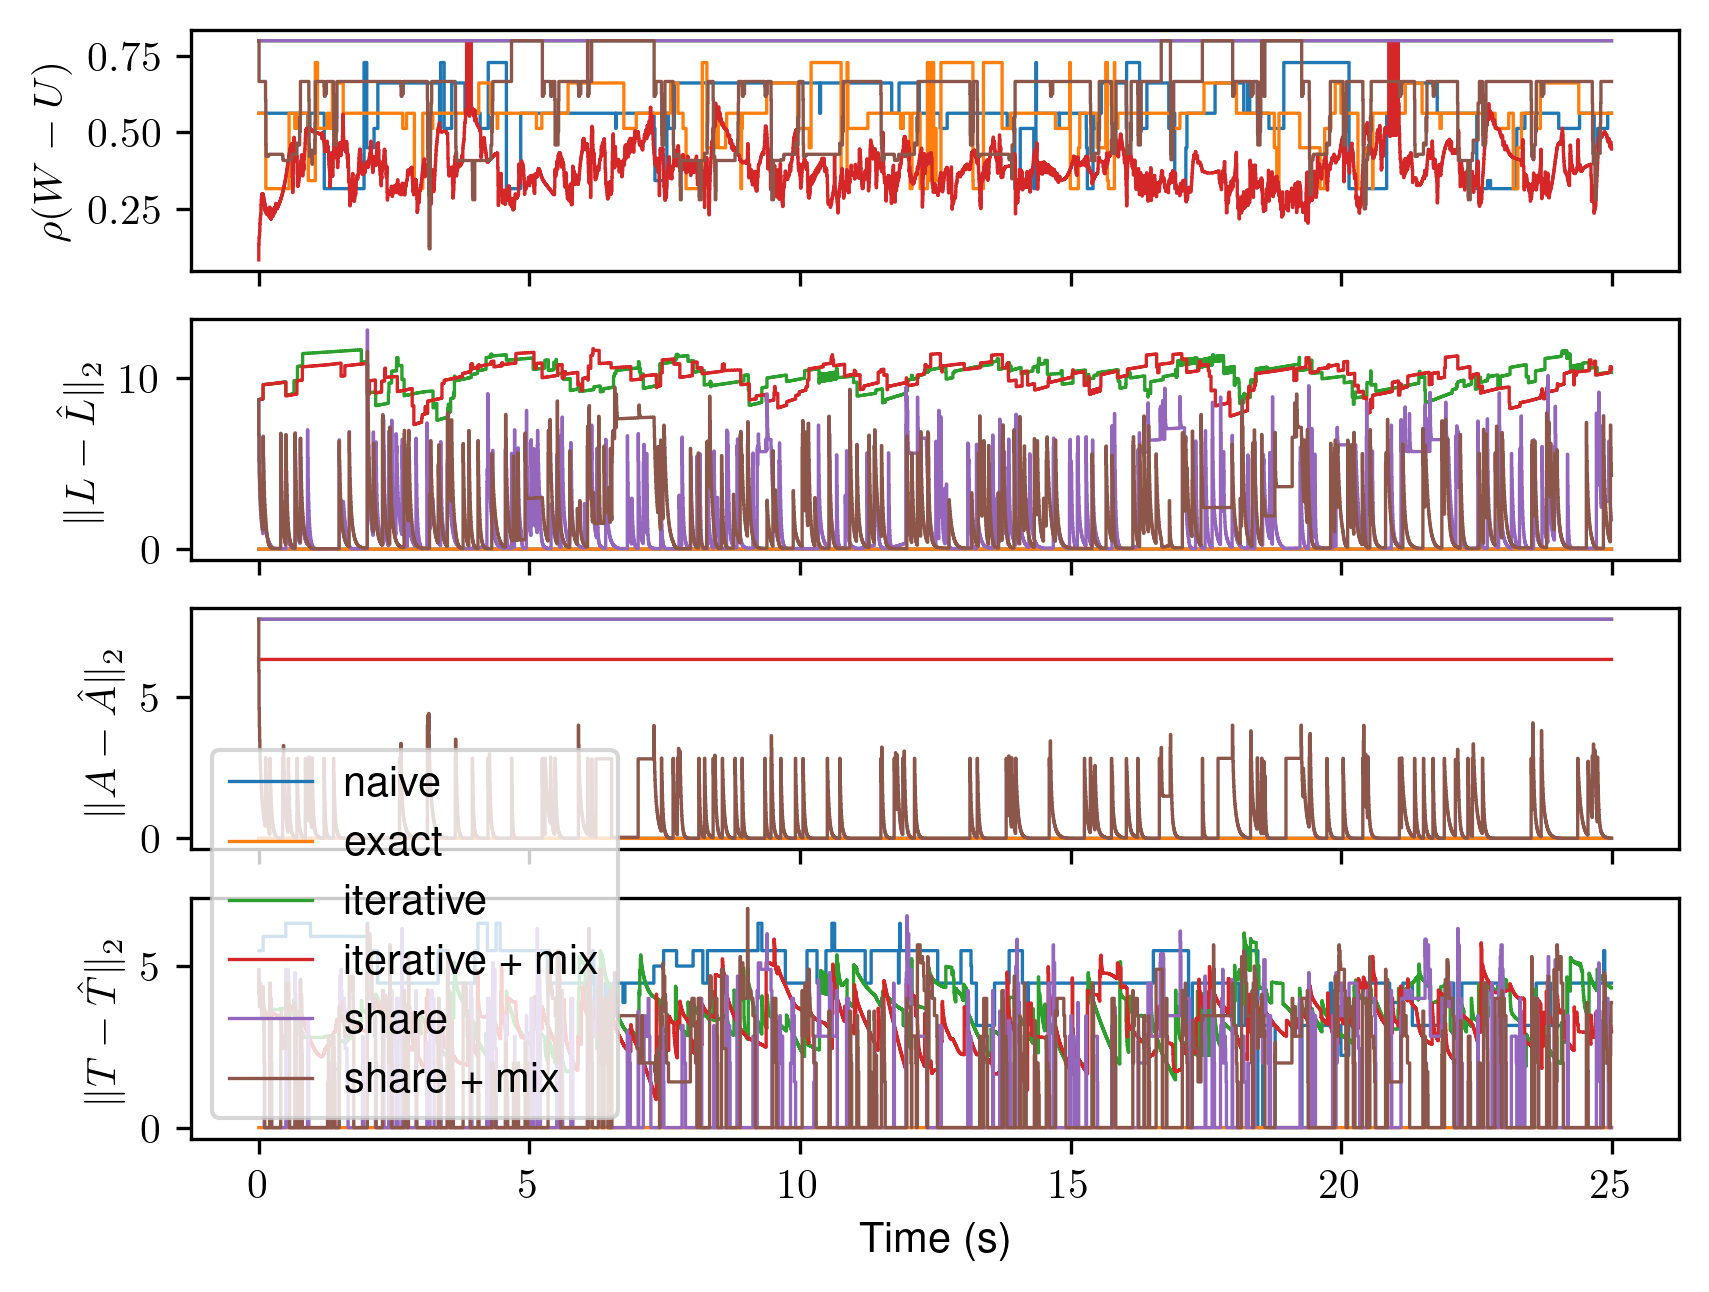 ρ(W − U)
0.75
0.50
0.25
||L − L̂||₂
10
0
||A − Â||₂
5
0
||T − T̂||₂
5
0
naive
exact
iterative
iterative + mix
share
share + mix
0 5 10 15 20 25
Time (s)